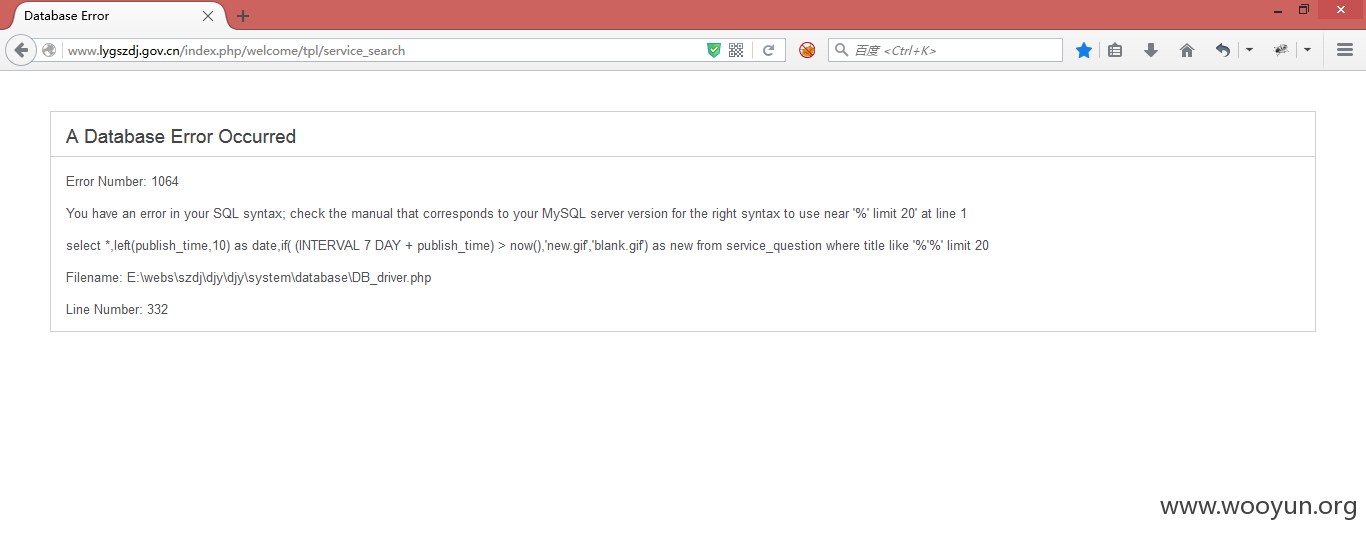 Database Error
www.lygszdj.gov.cn/index.php/welcome/tpl/service_search
百度 <Ctrl+K>
A Database Error Occurred
Error Number: 1064
You have an error in your SQL syntax; check the manual that corresponds to your MySQL server version for the right syntax to use near '%' limit 20' at line 1
select *,left(publish_time,10) as date,if( (INTERVAL 7 DAY + publish_time) > now(),'new.gif','blank.gif') as new from service_question where title like '%'%' limit 20
Filename: E:\webs\szdj\djy\djy\system\database\DB_driver.php
Line Number: 332
www.wooyun.org